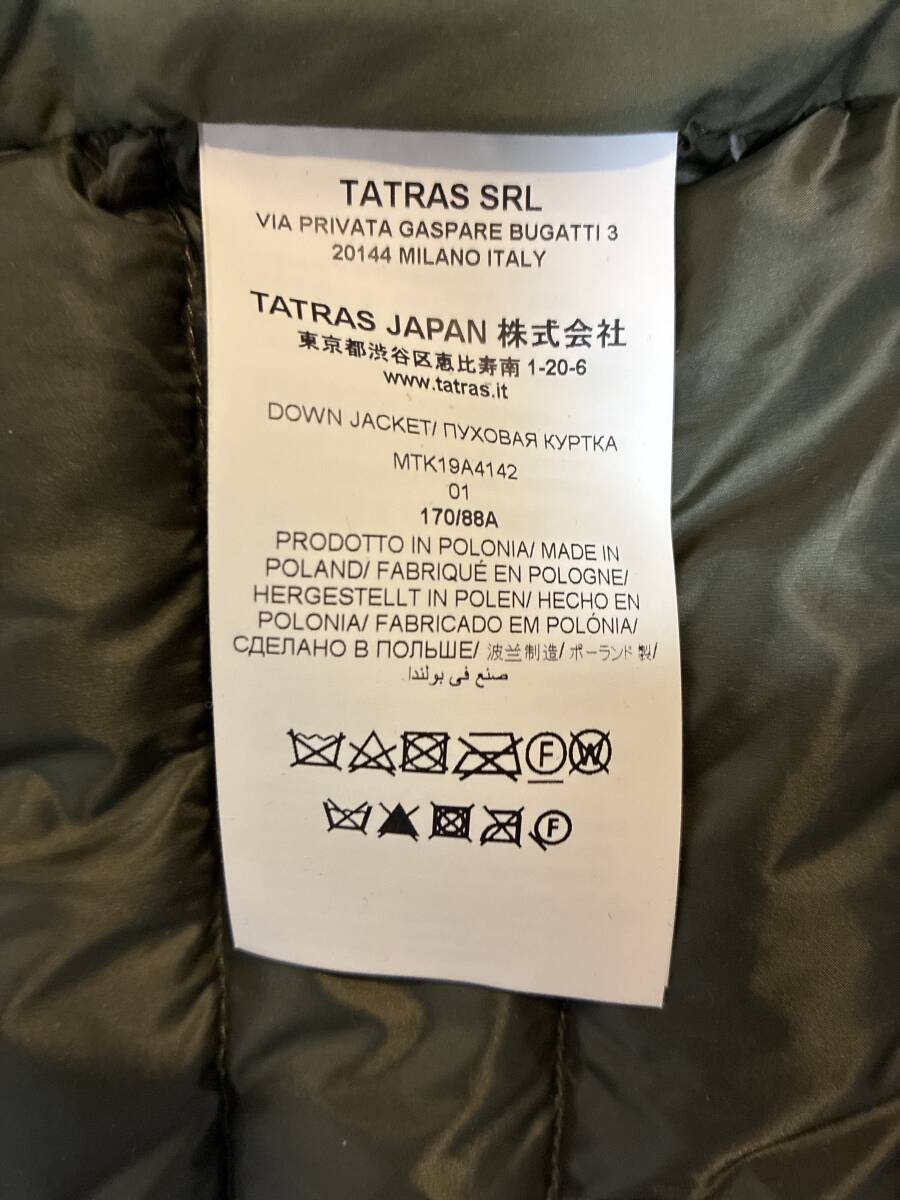 TATRAS SRL
VIA PRIVATA GASPARE BUGATTI 3
20144 MILANO ITALY
TATRAS JAPAN 株式会社
東京都渋谷区恵比寿南 1-20-6
www.tatras.it
DOWN JACKET/ ПУХОВАЯ КУРТКА
MTK19A4142
01
170/88A
PRODOTTO IN POLONIA/ MADE IN
POLAND/ FABRIQUÉ EN POLOGNE/
HERGESTELLT IN POLEN/ HECHO EN
POLONIA/ FABRICADO EM POLÓNIA/
СДЕЛАНО В ПОЛЬШЕ/ 波兰制造/ ポーランド製/
صنع في بولندا.
F W
F